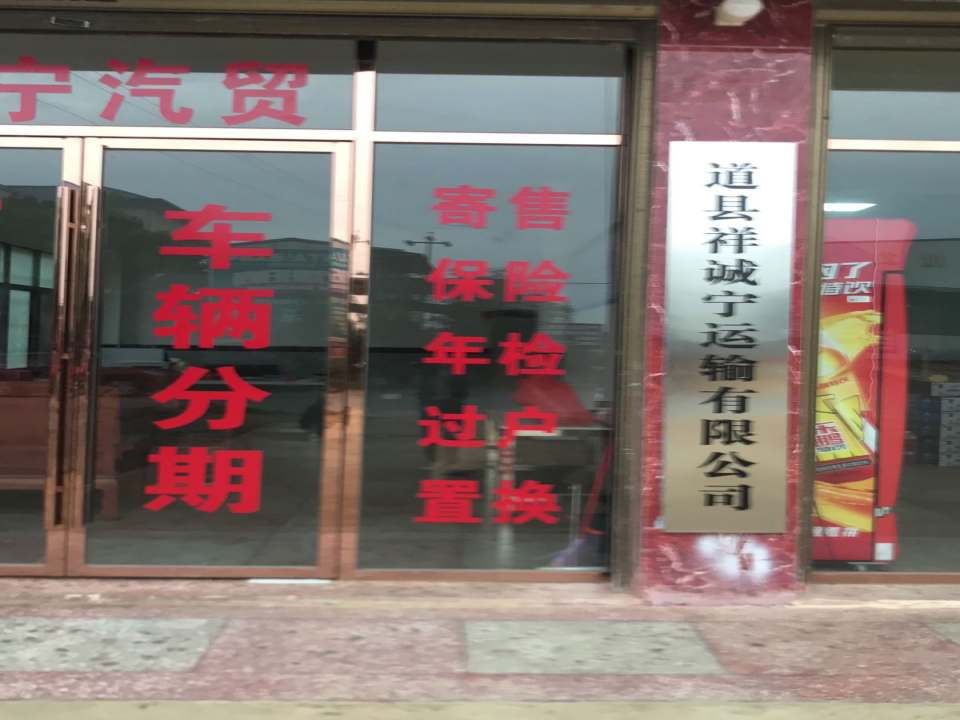 宁汽贸
车辆分期
寄售
保险
年检
过户
置换
道县祥诚宁运输有限公司